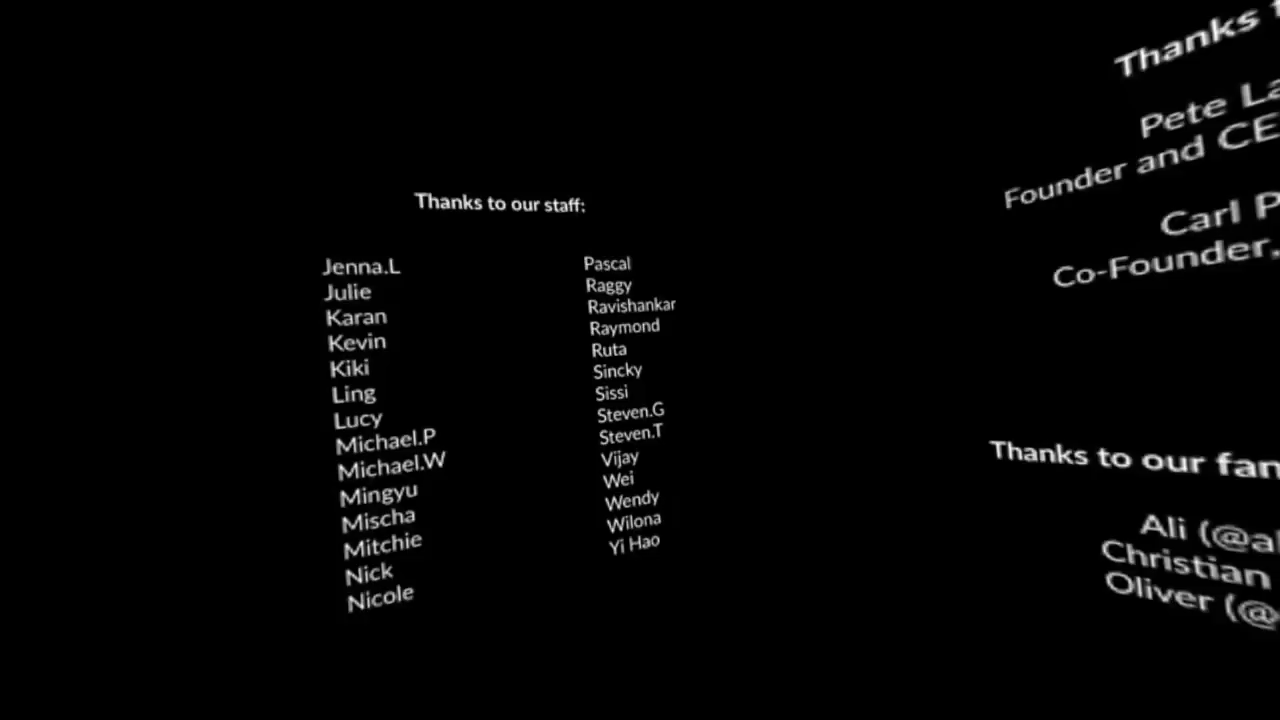 Thanks to our staff:
Jenna.L
Julie
Karan
Kevin
Kiki
Ling
Lucy
Michael.P
Michael.W
Mingyu
Mischa
Mitchie
Nick
Nicole
Pascal
Raggy
Ravishankar
Raymond
Ruta
Sincky
Sissi
Steven.G
Steven.T
Vijay
Wei
Wendy
Wilona
Yi Hao
Thanks
Pete
Founder and
Carl
Co-Founder,
Thanks to our
Ali
Christian
Oliver